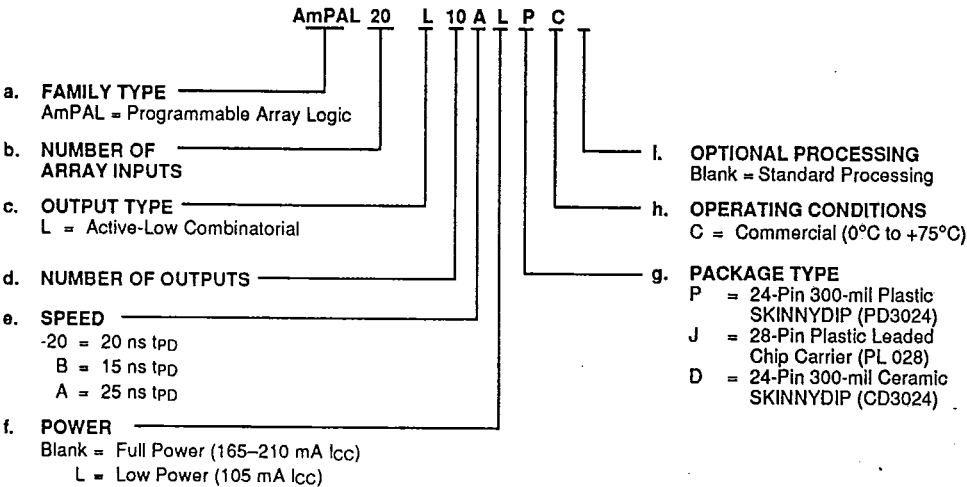 AmPAL 20 L 10 A L P C
a. FAMILY TYPE
AmPAL = Programmable Array Logic
b. NUMBER OF
ARRAY INPUTS
c. OUTPUT TYPE
L = Active-Low Combinatorial
d. NUMBER OF OUTPUTS
e. SPEED
-20 = 20 ns tPD
B = 15 ns tPD
A = 25 ns tPD
f. POWER
Blank = Full Power (165–210 mA ICC)
L = Low Power (105 mA ICC)
i. OPTIONAL PROCESSING
Blank = Standard Processing
h. OPERATING CONDITIONS
C = Commercial (0°C to +75°C)
g. PACKAGE TYPE
P = 24-Pin 300-mil Plastic
SKINNYDIP (PD3024)
J = 28-Pin Plastic Leaded
Chip Carrier (PL 028)
D = 24-Pin 300-mil Ceramic
SKINNYDIP (CD3024)